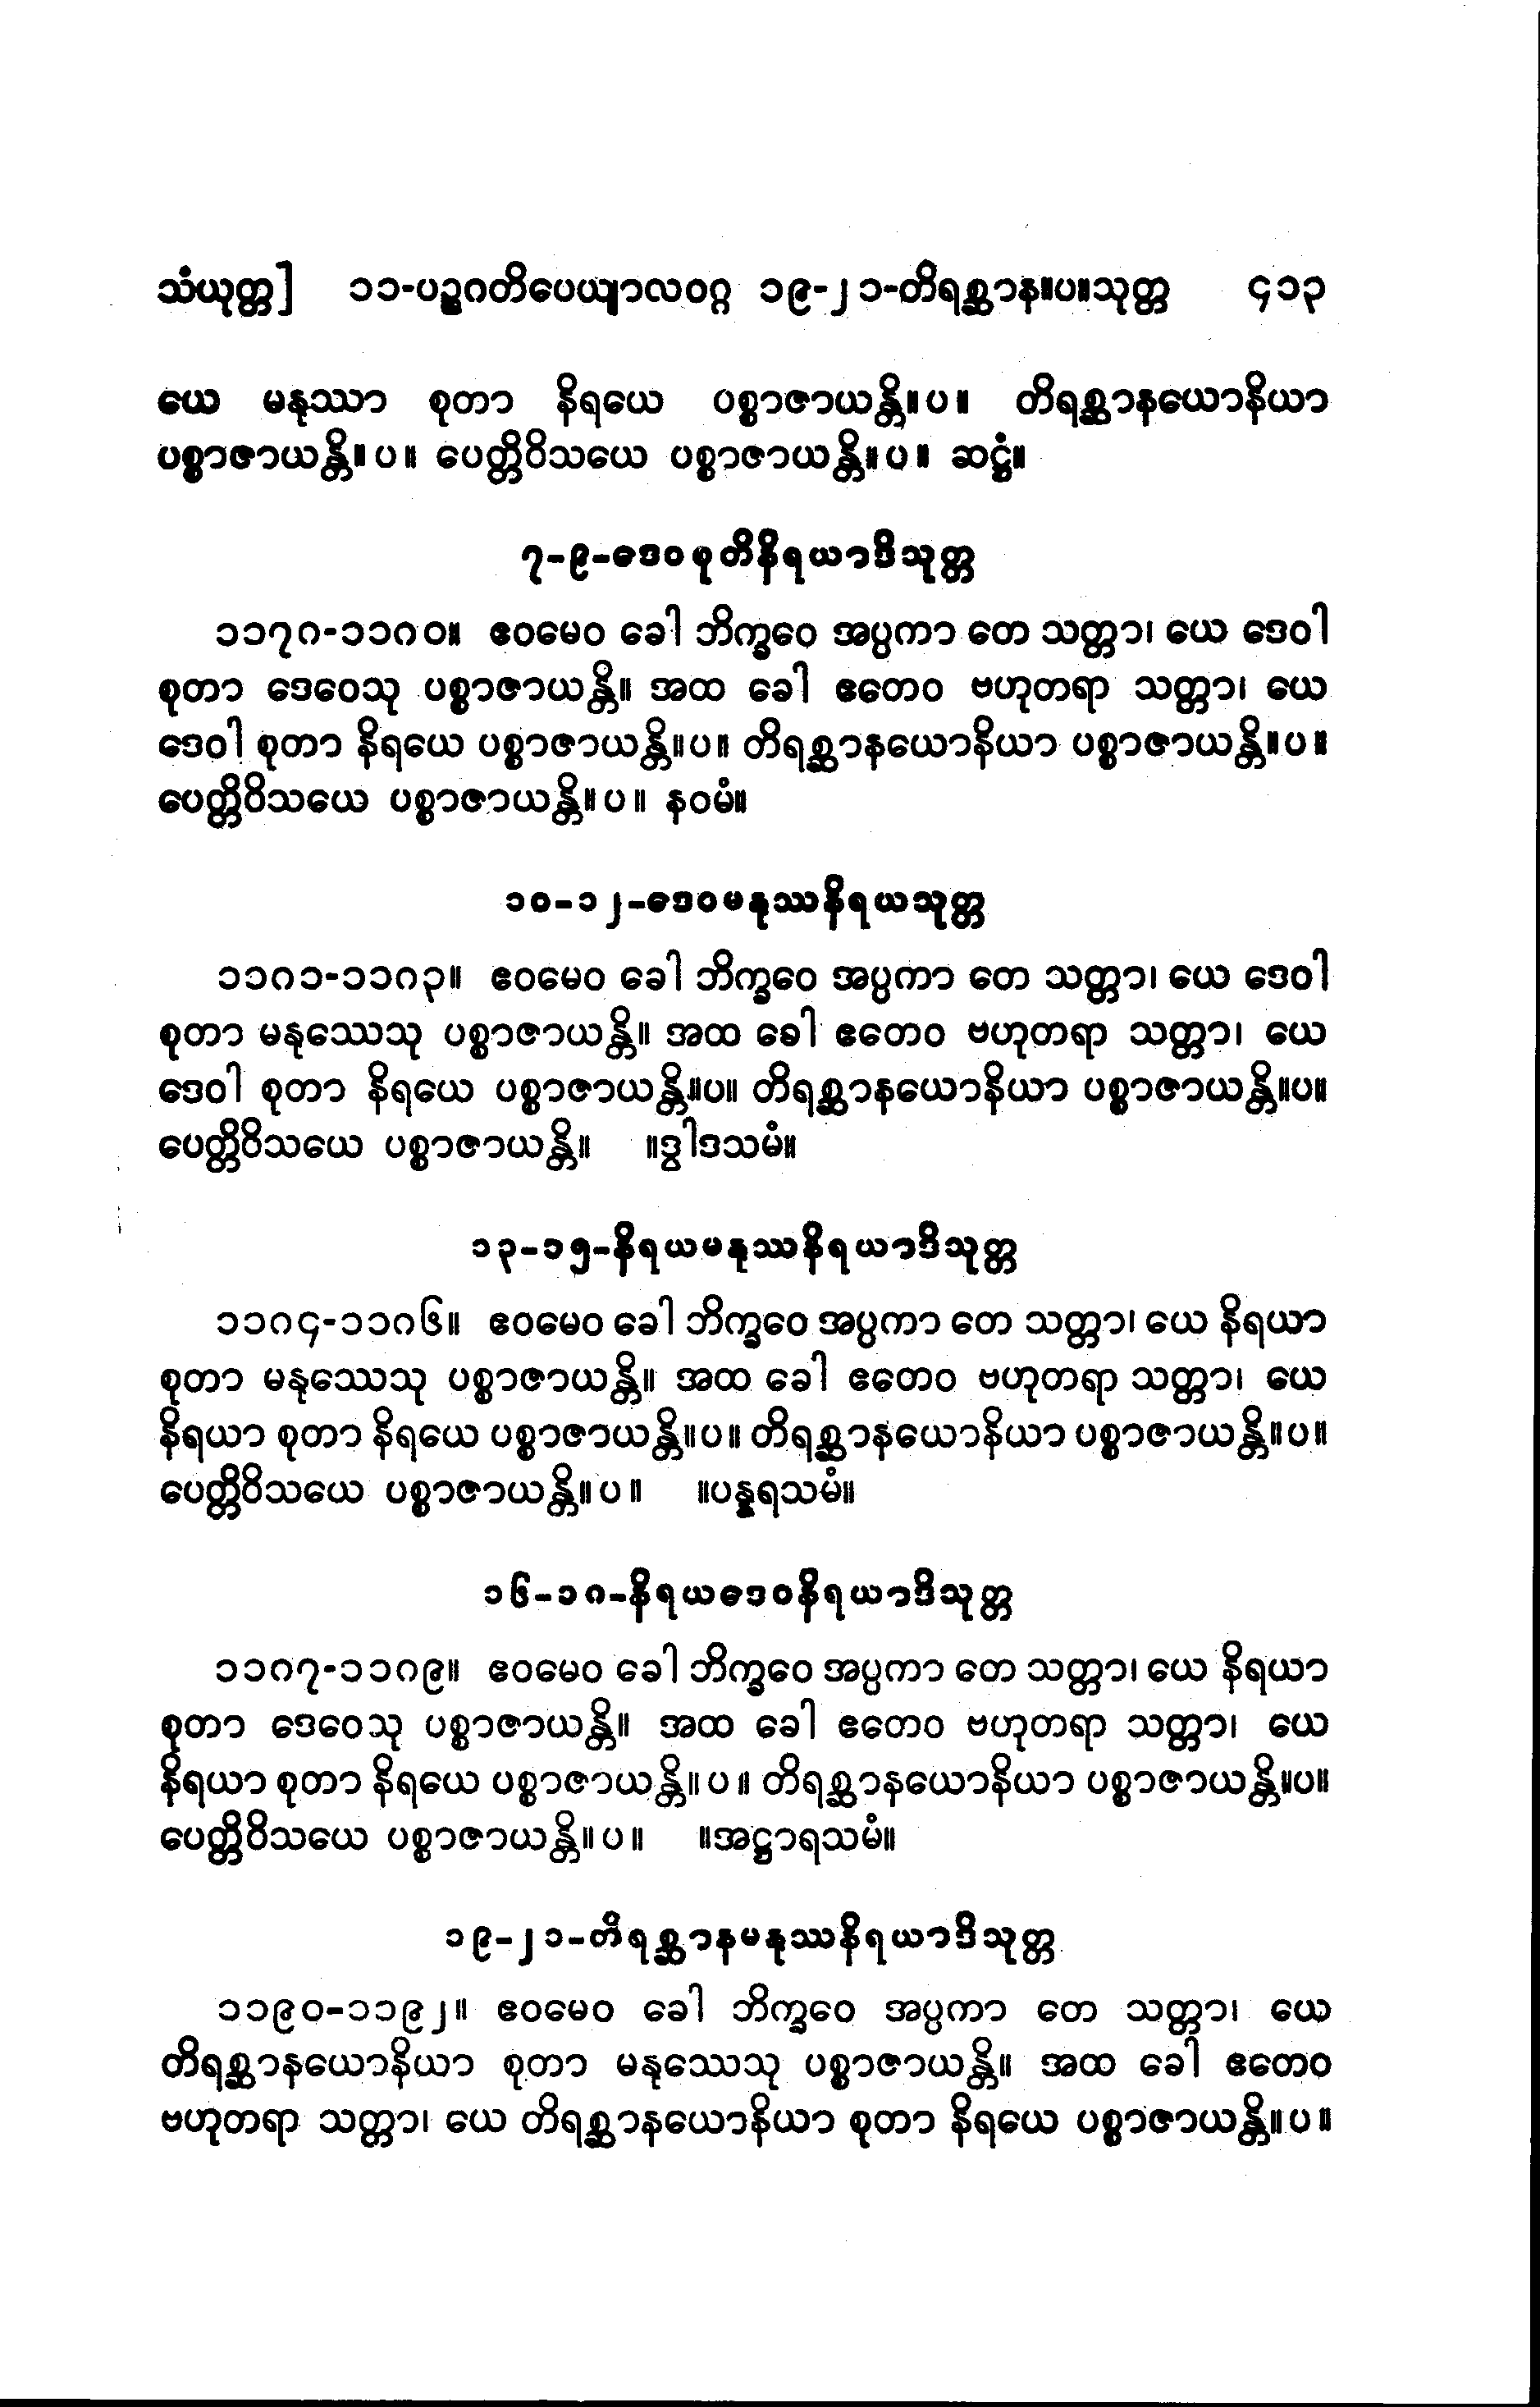 သံယုတ္တ] ၁၁-ပဉ္စဂတိပေယျာလဝဂ္ဂ ၁၉-၂၁-တိရစ္ဆာန။ပ။သုတ္တ ၄၁၃
ယေ မနုဿာ စုတာ နိရယေ ပစ္စာဇာယန္တိ။ပ။ တိရစ္ဆာနယောနိယာ
ပစ္စာဇာယန္တိ။ပ။ ပေတ္တိဝိသယေ ပစ္စာဇာယန္တိ။ပ။ ဆဋ္ဌံ။
၇-၉-ဒေဝစုတိနိရယာဒိသုတ္တ
၁၁၇၈-၁၁၈၀။ ဧဝမေဝ ခေါ ဘိက္ခဝေ အပ္ပကာ တေ သတ္တာ၊ ယေ ဒေဝါ
စုတာ ဒေဝေသု ပစ္စာဇာယန္တိ။ အထ ခေါ ဧတေဝ ဗဟုတရာ သတ္တာ၊ ယေ
ဒေဝါ စုတာ နိရယေ ပစ္စာဇာယန္တိ။ပ။ တိရစ္ဆာနယောနိယာ ပစ္စာဇာယန္တိ။ပ။
ပေတ္တိဝိသယေ ပစ္စာဇာယန္တိ။ပ။ နဝမံ။
၁၀-၁၂-ဒေဝမနုဿနိရယသုတ္တ
၁၁၈၁-၁၁၈၃။ ဧဝမေဝ ခေါ ဘိက္ခဝေ အပ္ပကာ တေ သတ္တာ၊ ယေ ဒေဝါ
စုတာ မနုဿေသု ပစ္စာဇာယန္တိ။ အထ ခေါ ဧတေဝ ဗဟုတရာ သတ္တာ၊ ယေ
ဒေဝါ စုတာ နိရယေ ပစ္စာဇာယန္တိ။ပ။ တိရစ္ဆာနယောနိယာ ပစ္စာဇာယန္တိ။ပ။
ပေတ္တိဝိသယေ ပစ္စာဇာယန္တိ။ ။ဒွါဒသမံ။
၁၃-၁၅-နိရယမနုဿနိရယာဒိသုတ္တ
၁၁၈၄-၁၁၈၆။ ဧဝမေဝ ခေါ ဘိက္ခဝေ အပ္ပကာ တေ သတ္တာ၊ ယေ နိရယာ
စုတာ မနုဿေသု ပစ္စာဇာယန္တိ။ အထ ခေါ ဧတေဝ ဗဟုတရာ သတ္တာ၊ ယေ
နိရယာ စုတာ နိရယေ ပစ္စာဇာယန္တိ။ပ။ တိရစ္ဆာနယောနိယာ ပစ္စာဇာယန္တိ။ပ။
ပေတ္တိဝိသယေ ပစ္စာဇာယန္တိ။ပ။ ။ပန္နရသမံ။
၁၆-၁၈-နိရယဒေဝနိရယာဒိသုတ္တ
၁၁၈၇-၁၁၈၉။ ဧဝမေဝ ခေါ ဘိက္ခဝေ အပ္ပကာ တေ သတ္တာ၊ ယေ နိရယာ
စုတာ ဒေဝေသု ပစ္စာဇာယန္တိ။ အထ ခေါ ဧတေဝ ဗဟုတရာ သတ္တာ၊ ယေ
နိရယာ စုတာ နိရယေ ပစ္စာဇာယန္တိ။ပ။ တိရစ္ဆာနယောနိယာ ပစ္စာဇာယန္တိ။ပ။
ပေတ္တိဝိသယေ ပစ္စာဇာယန္တိ။ပ။ ။အဋ္ဌာရသမံ။
၁၉-၂၁-တိရစ္ဆာနမနုဿနိရယာဒိသုတ္တ
၁၁၉၀-၁၁၉၂။ ဧဝမေဝ ခေါ ဘိက္ခဝေ အပ္ပကာ တေ သတ္တာ၊ ယေ
တိရစ္ဆာနယောနိယာ စုတာ မနုဿေသု ပစ္စာဇာယန္တိ။ အထ ခေါ ဧတေဝ
ဗဟုတရာ သတ္တာ၊ ယေ တိရစ္ဆာနယောနိယာ စုတာ နိရယေ ပစ္စာဇာယန္တိ။ပ။